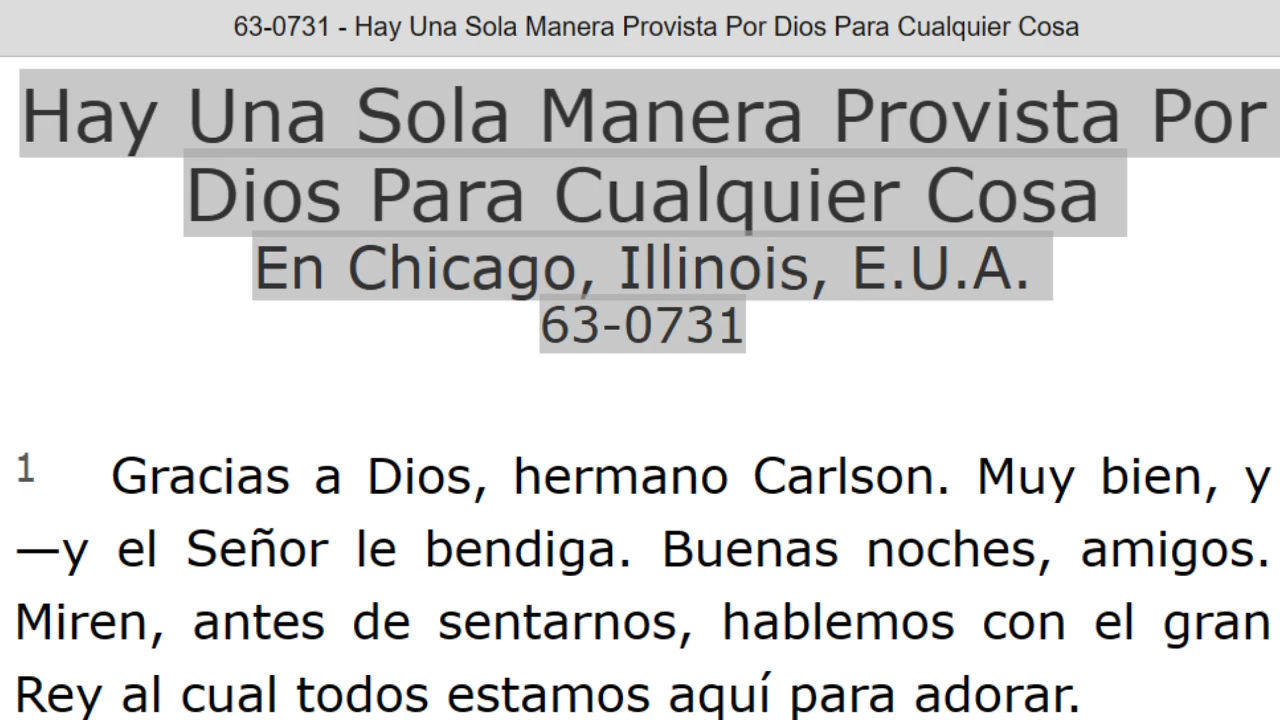 63-0731 - Hay Una Sola Manera Provista Por Dios Para Cualquier Cosa
Hay Una Sola Manera Provista Por
Dios Para Cualquier Cosa
En Chicago, Illinois, E.U.A.
63-0731
1 Gracias a Dios, hermano Carlson. Muy bien, y
—y el Señor le bendiga. Buenas noches, amigos.
Miren, antes de sentarnos, hablemos con el gran
Rey al cual todos estamos aquí para adorar.